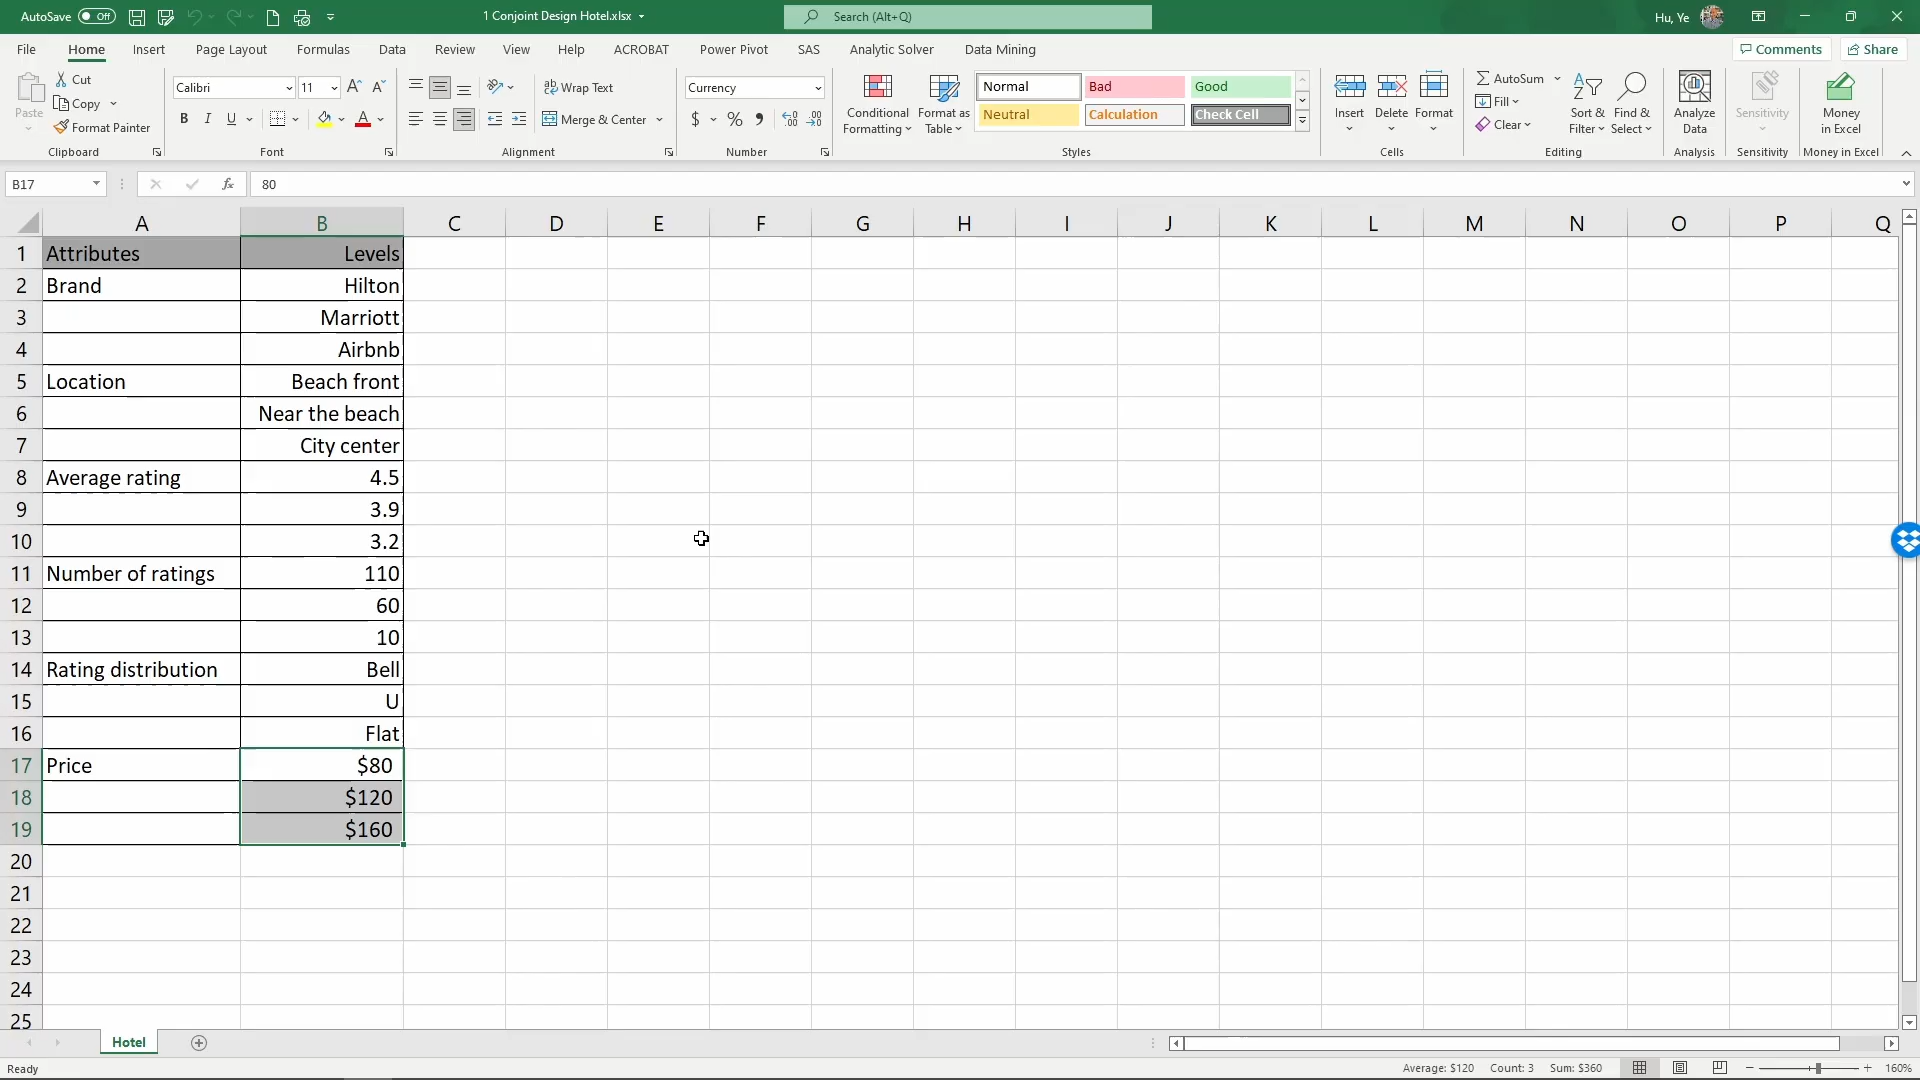 AutoSave Off 1 Conjoint Design Hotel.xlsx Search (Alt+Q) Hu, Ye
File Home Insert Page Layout Formulas Data Review View Help ACROBAT Power Pivot SAS Analytic Solver Data Mining Comments Share
Paste Cut Copy Format Painter
Calibri 11 A A B I U A
ab Wrap Text
Merge & Center
Currency
$ % 9
Conditional Formatting Format as Table
Normal Bad Good
Neutral Calculation Check Cell
Insert Delete Format
AutoSum
Fill
Clear
Sort & Filter Find & Select
Analyze Data
Sensitivity
Money in Excel
Clipboard Font Alignment Number Styles Cells Editing Analysis Sensitivity Money in Excel
B17 fx 80
A B C D E F G H I J K L M N O P Q
1 Attributes Levels
2 Brand Hilton
3 Marriott
4 Airbnb
5 Location Beach front
6 Near the beach
7 City center
8 Average rating 4.5
9 3.9
10 3.2
11 Number of ratings 110
12 60
13 10
14 Rating distribution Bell
15 U
16 Flat
17 Price $80
18 $120
19 $160
20
21
22
23
24
25
Hotel
Ready Average: $120 Count: 3 Sum: $360 160%